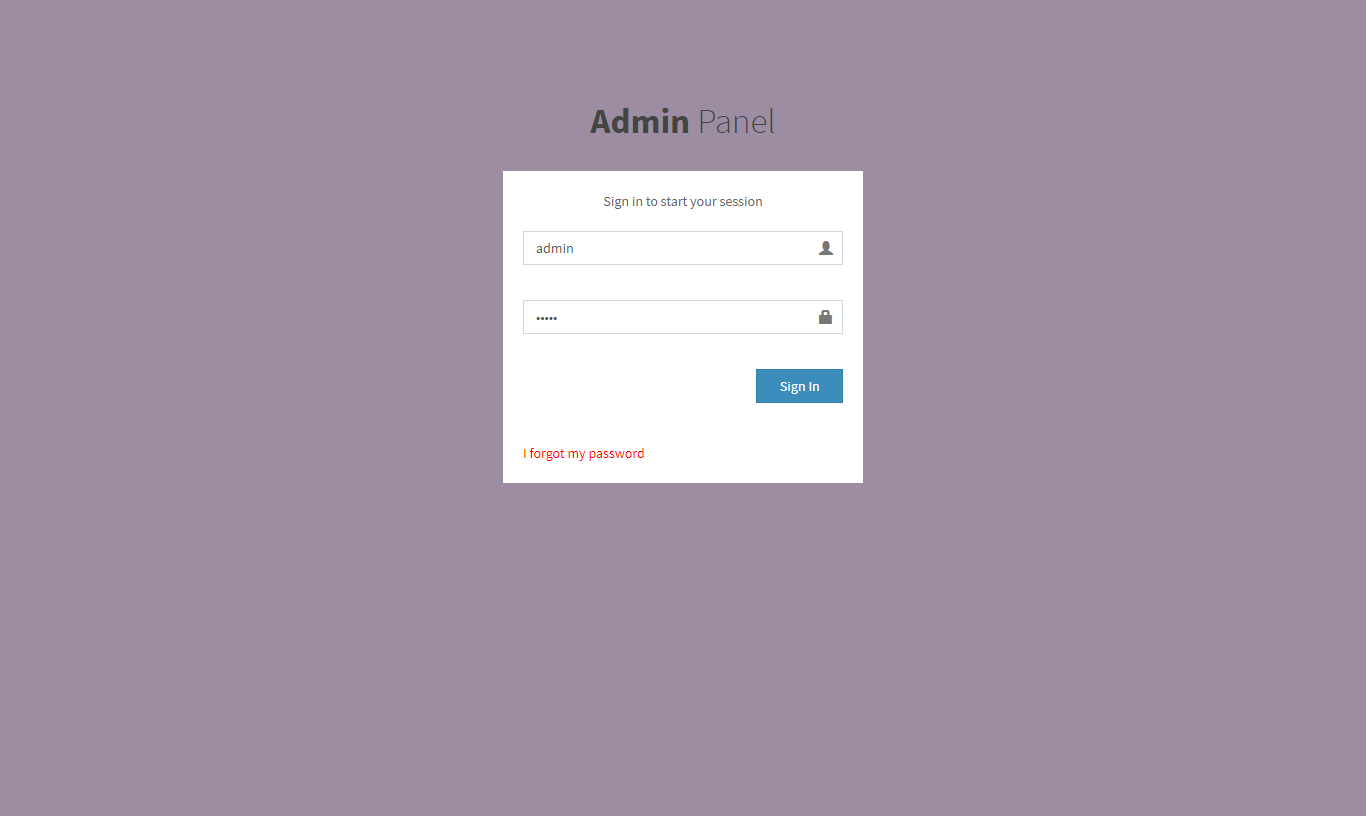 Admin Panel
Sign in to start your session
admin
•••••
Sign In
I forgot my password